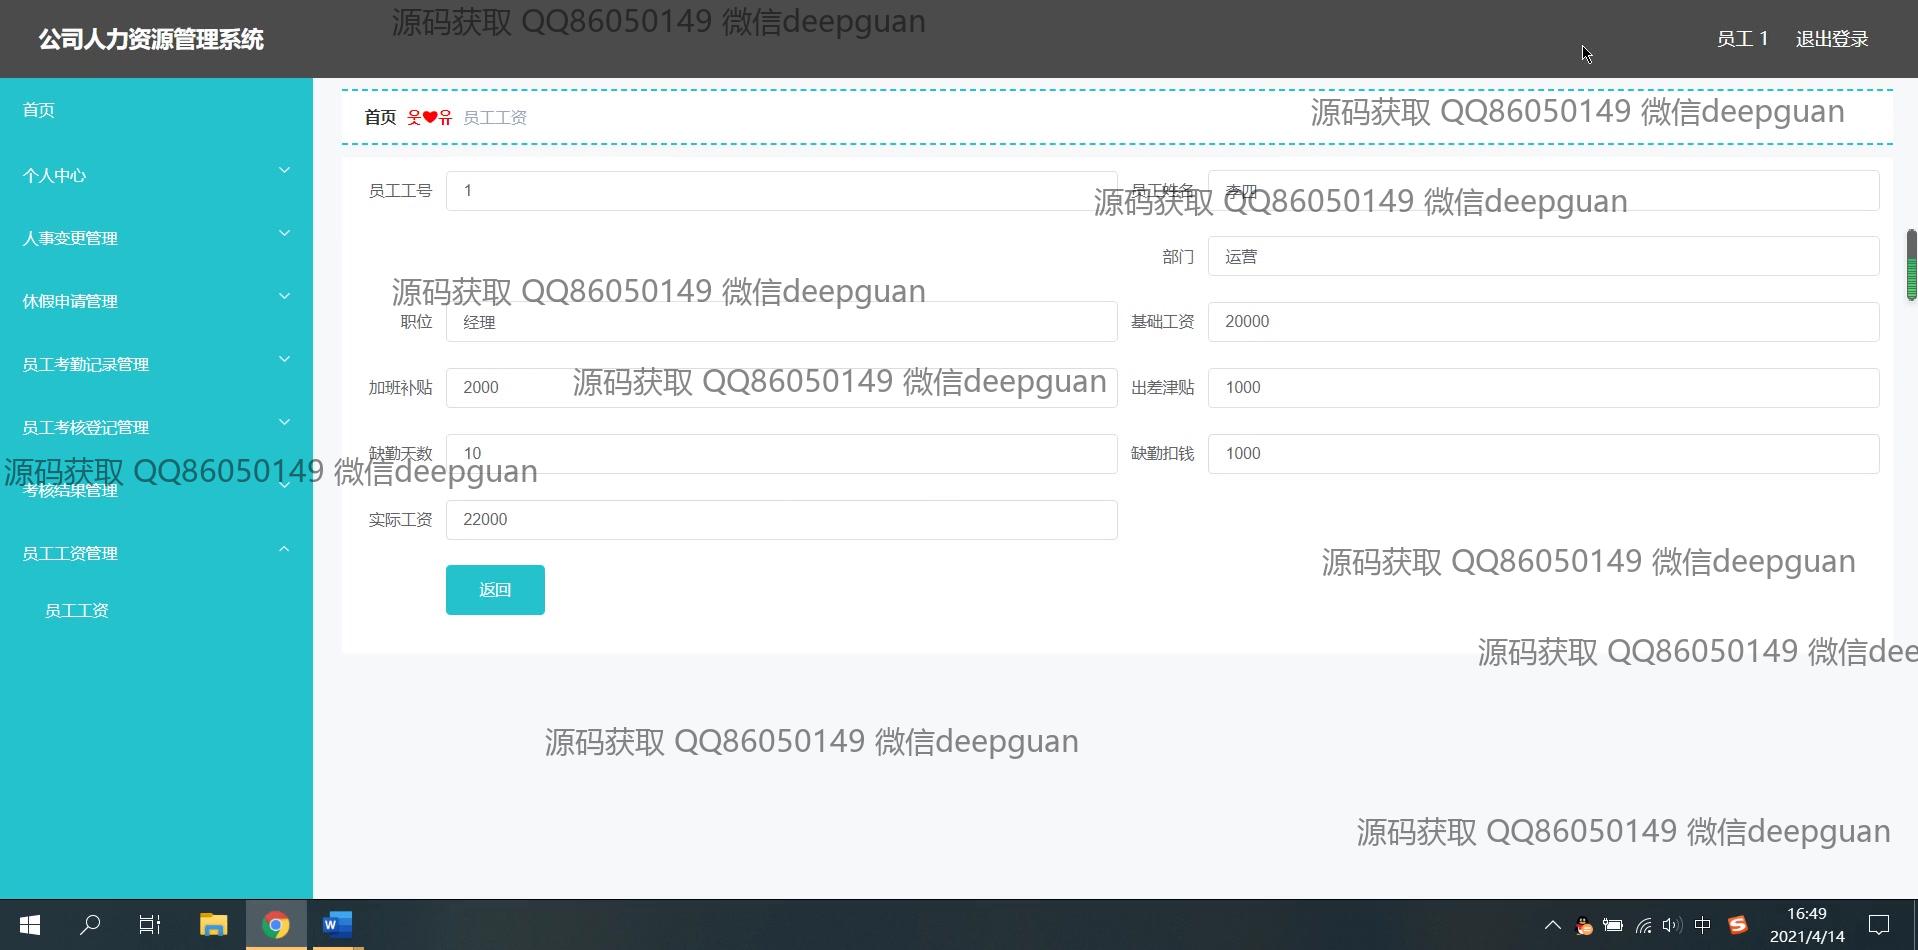 源码获取 QQ86050149 微信deepguan
公司人力资源管理系统
员工 1 退出登录
首页
个人中心
人事变更管理
休假申请管理
员工考勤记录管理
员工考核登记管理
考核结果管理
员工工资管理
员工工资
首页 웃❤유 员工工资
源码获取 QQ86050149 微信deepguan
员工工号 1
员工姓名 李四
源码获取 QQ86050149 微信deepguan
部门 运营
源码获取 QQ86050149 微信deepguan
职位 经理
基础工资 20000
加班补贴 2000
源码获取 QQ86050149 微信deepguan
出差津贴 1000
缺勤天数 10
缺勤扣钱 1000
源码获取 QQ86050149 微信deepguan
实际工资 22000
源码获取 QQ86050149 微信deepguan
返回
源码获取 QQ86050149 微信dee
源码获取 QQ86050149 微信deepguan
源码获取 QQ86050149 微信deepguan
中
16:49
2021/4/14